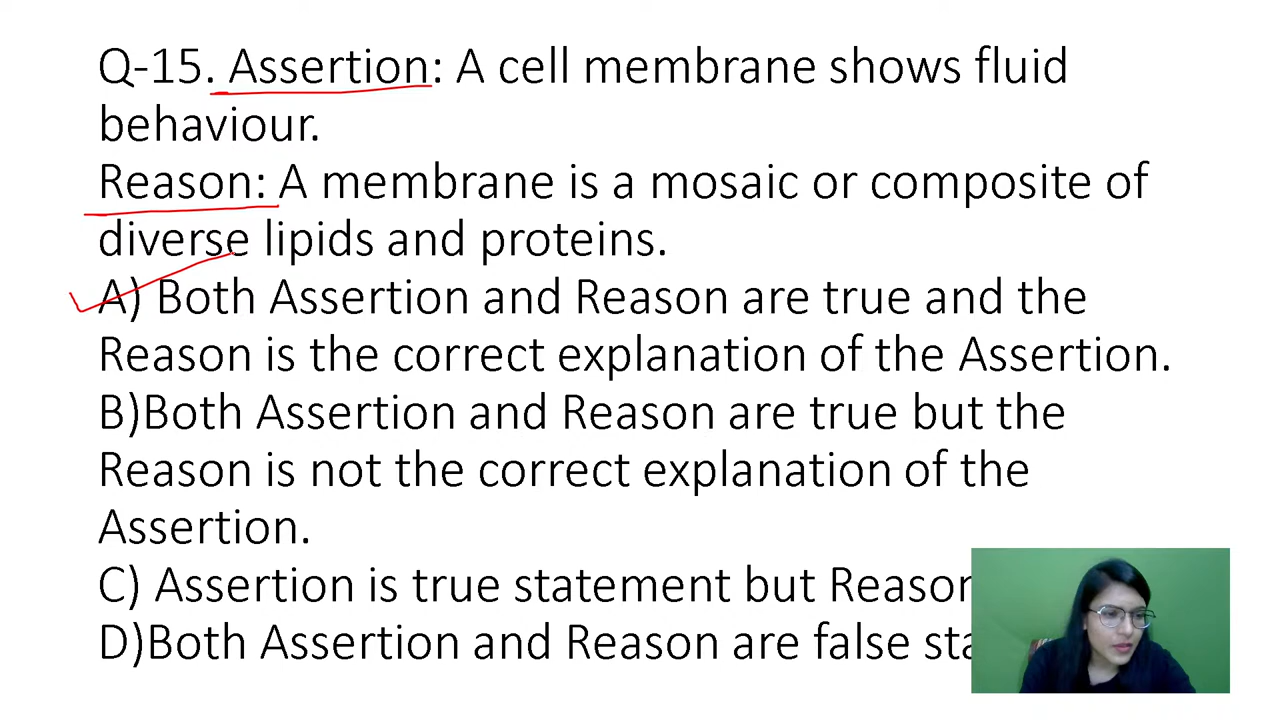 Q-15. Assertion: A cell membrane shows fluid
behaviour.
Reason: A membrane is a mosaic or composite of
diverse lipids and proteins.
A) Both Assertion and Reason are true and the
Reason is the correct explanation of the Assertion.
B)Both Assertion and Reason are true but the
Reason is not the correct explanation of the
Assertion.
C) Assertion is true statement but Reason
D)Both Assertion and Reason are false